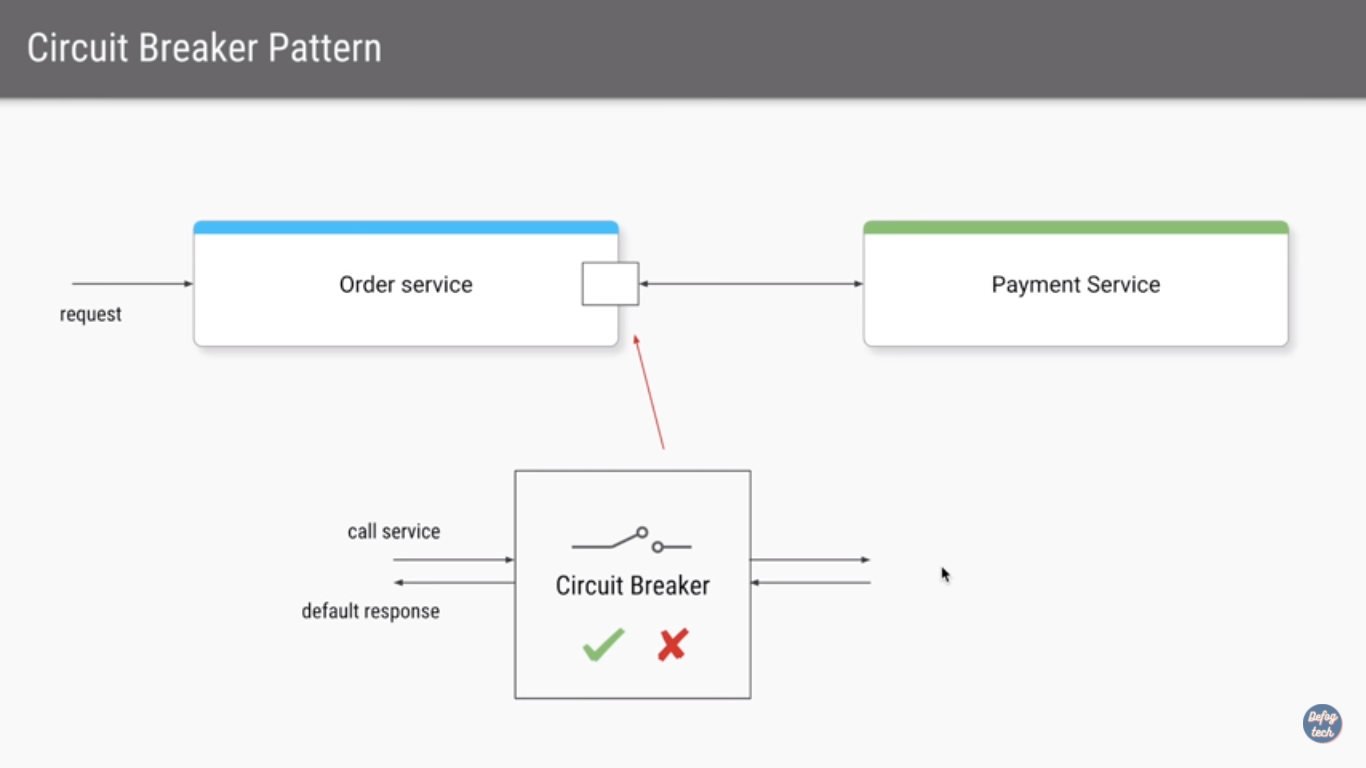 Circuit Breaker Pattern
Order service
Payment Service
request
call service
Circuit Breaker
default response
Defog
tech